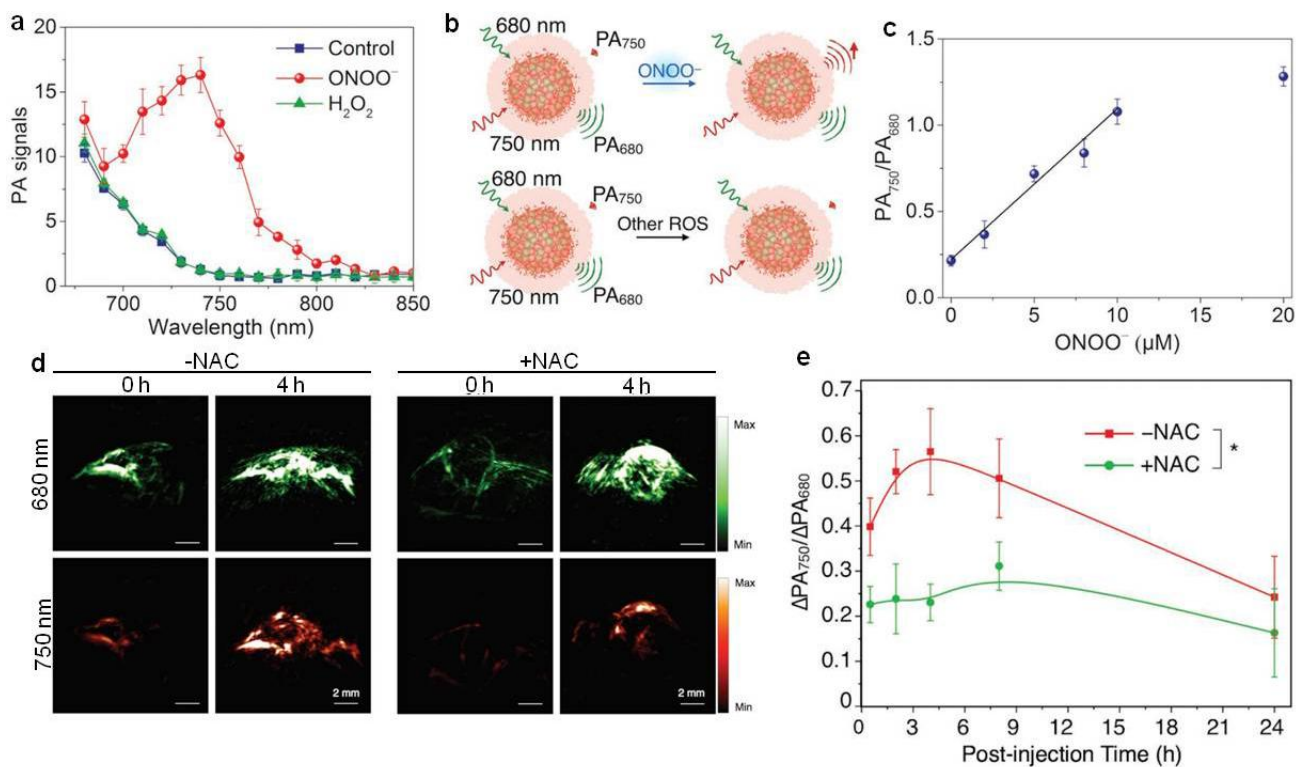 a
20
15
10
5
0
PA signals
Control
ONOO⁻
H₂O₂
700
750
800
850
Wavelength (nm)
b
680 nm
PA₇₅₀
ONOO⁻
750 nm
PA₆₈₀
680 nm
PA₇₅₀
Other ROS
750 nm
PA₆₈₀
c
1.5
1.0
0.5
0.0
PA₇₅₀/PA₆₈₀
0
5
10
15
20
ONOO⁻ (µM)
d
-NAC
+NAC
0 h
4 h
0 h
4 h
680 nm
Max
Min
750 nm
2 mm
2 mm
Max
Min
e
0.7
0.6
0.5
0.4
0.3
0.2
0.1
0
ΔPA₇₅₀/ΔPA₆₈₀
–NAC
+NAC
*
0
3
6
9
12
15
18
21
24
Post-injection Time (h)